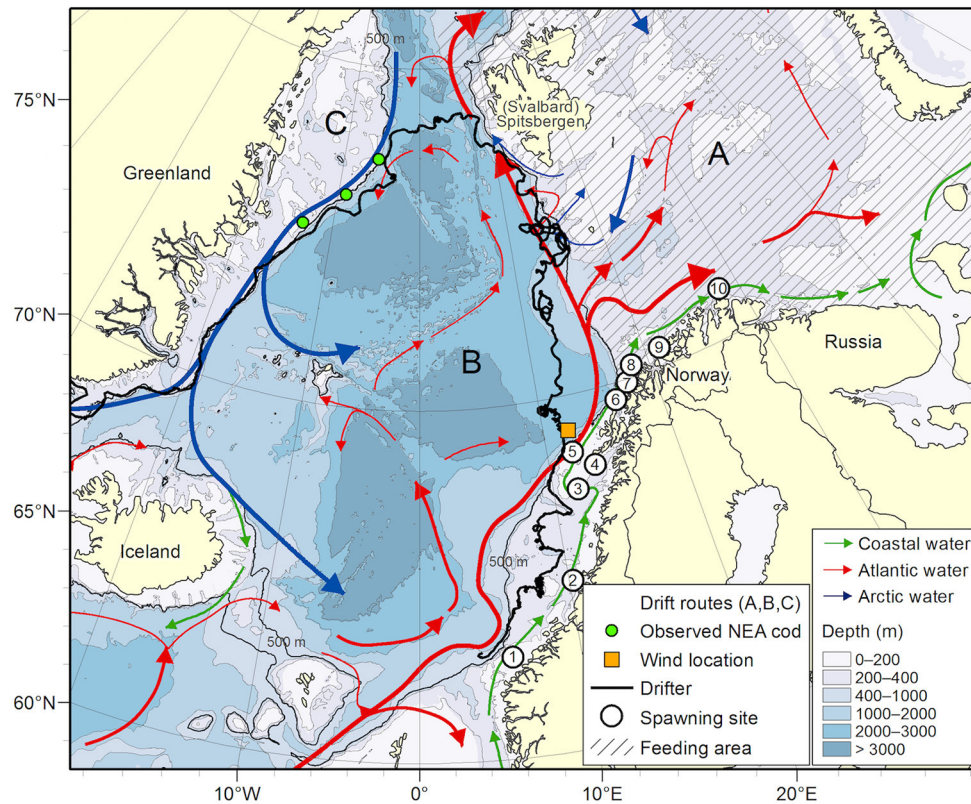 500 m
75°N
(Svalbard)
Spitsbergen
C
A
Greenland
10
70°N
Russia
B
9
8
Norway
7
6
5
4
3
65°N
Iceland
500 m
2
500 m
1
60°N
Coastal water
Atlantic water
Arctic water
Depth (m)
0–200
200–400
400–1000
1000–2000
2000–3000
> 3000
Drift routes (A,B,C)
Observed NEA cod
Wind location
Drifter
Spawning site
Feeding area
10°W
0°
10°E
20°E